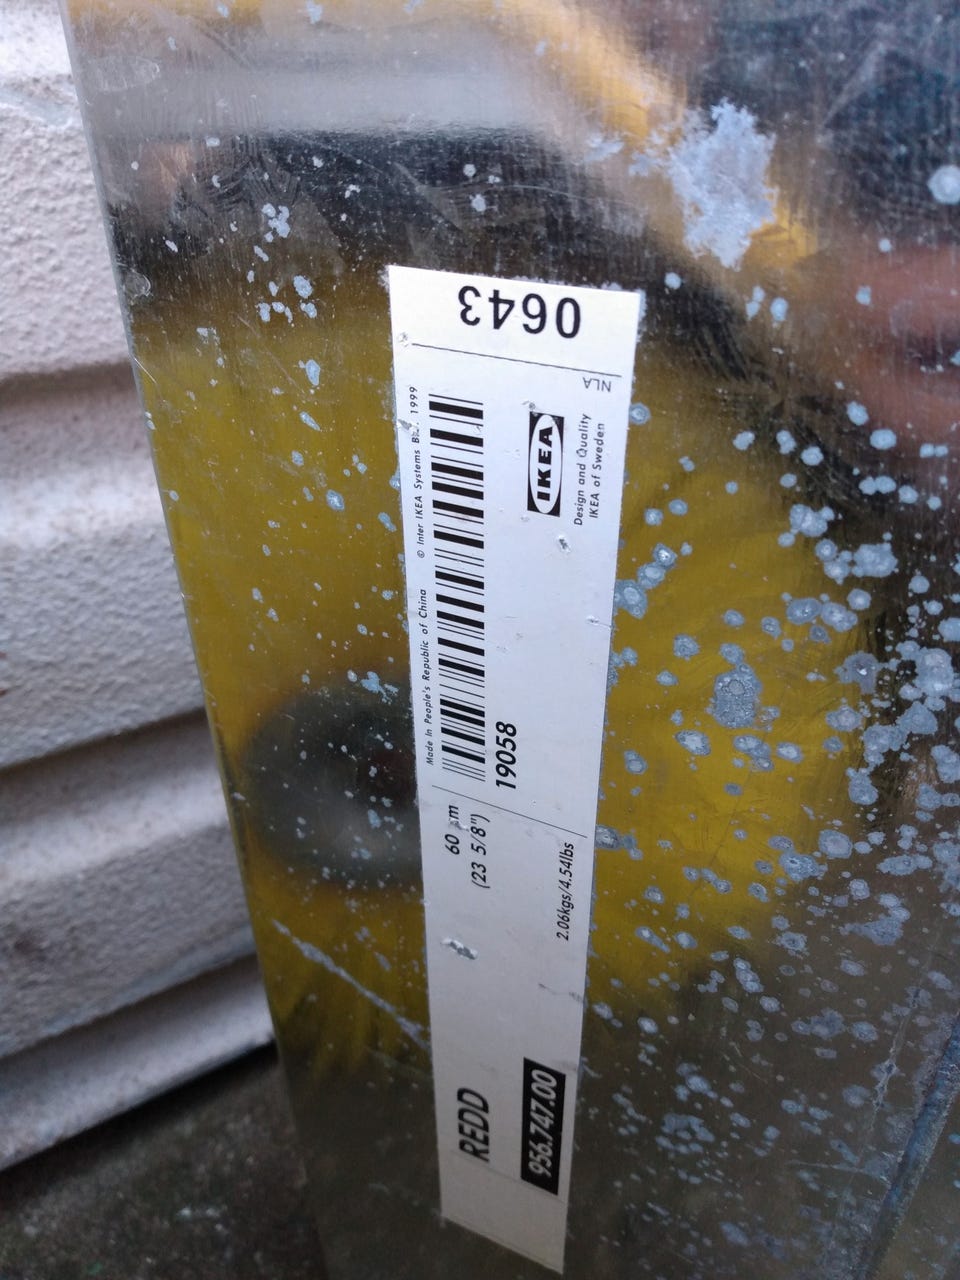 0643
NLA
© Inter IKEA Systems B.V. 1999
Made in People's Republic of China
IKEA
Design and Quality
IKEA of Sweden
19058
60 cm
(23 5/8")
2.06kgs/4.54lbs
REDD
956.747.00